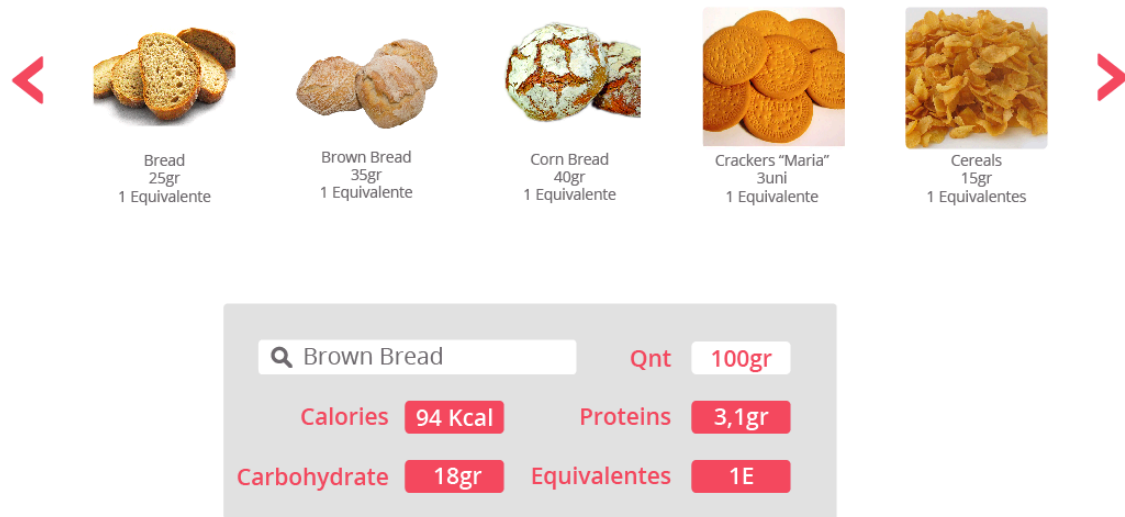 Bread
25gr
1 Equivalente
Brown Bread
35gr
1 Equivalente
Corn Bread
40gr
1 Equivalente
Crackers “Maria”
3uni
1 Equivalente
Cereals
15gr
1 Equivalentes
Brown Bread
Qnt 100gr
Calories 94 Kcal
Proteins 3,1gr
Carbohydrate 18gr
Equivalentes 1E